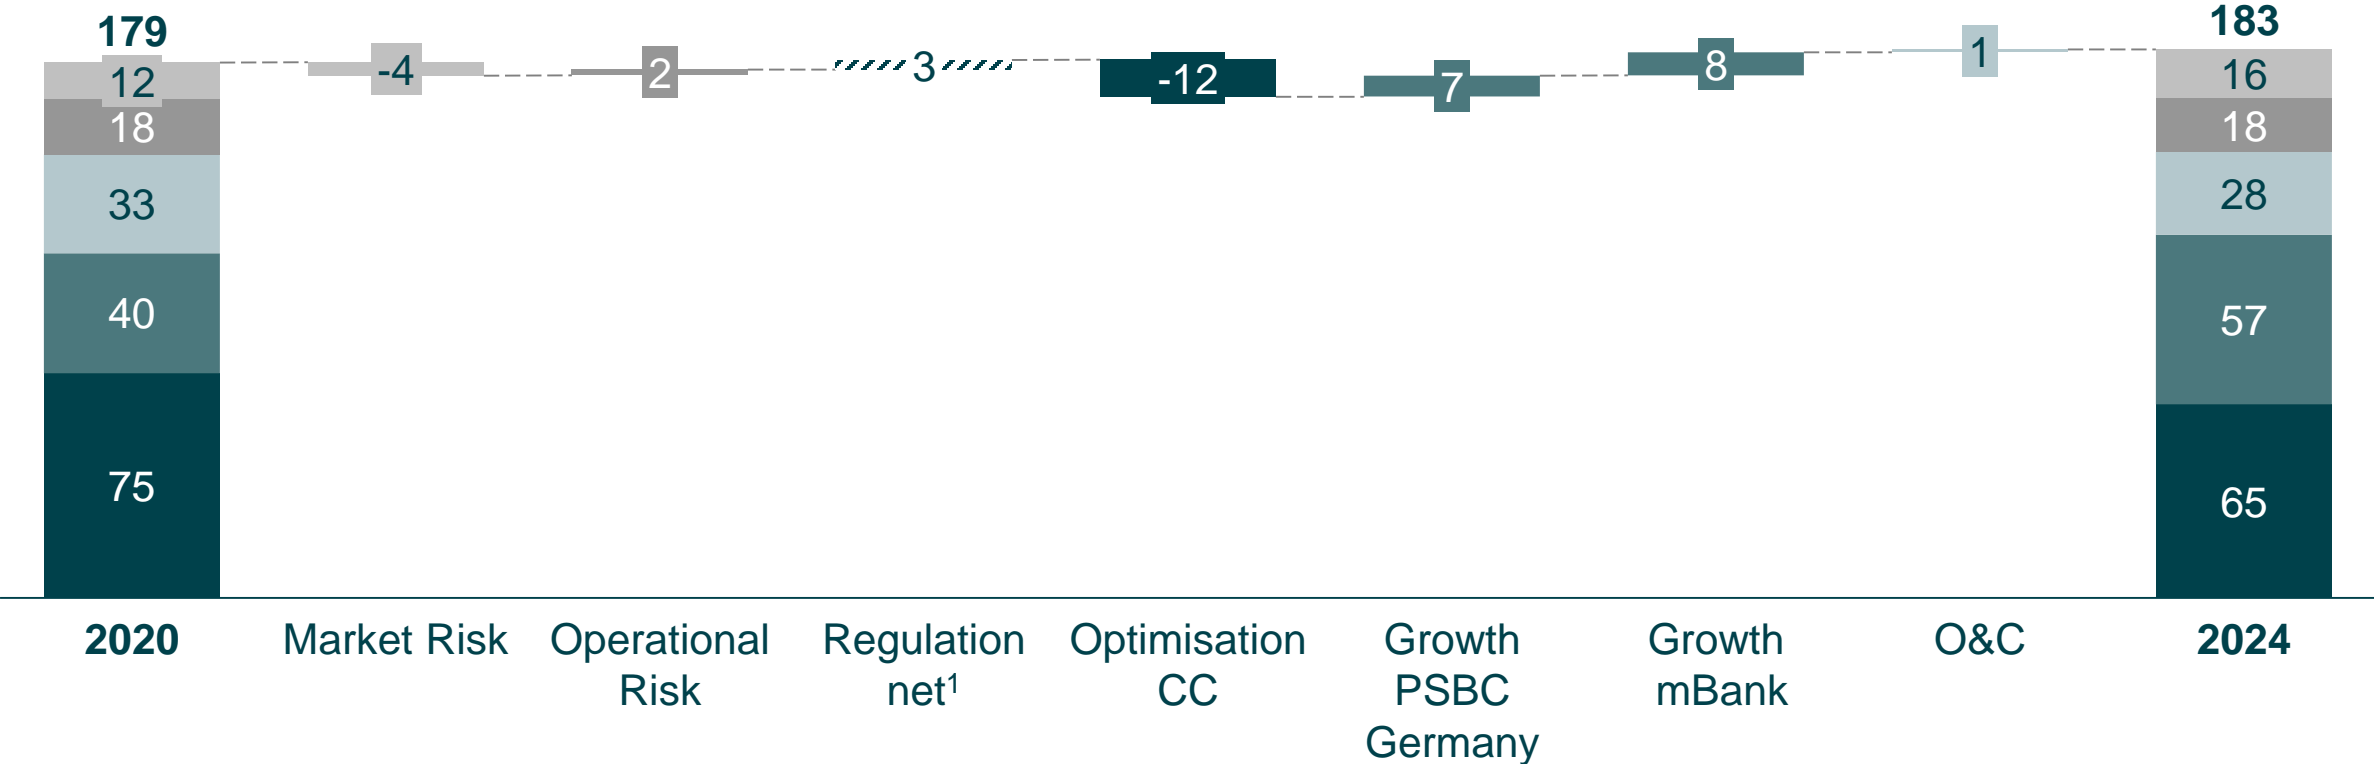 179
12
18
33
40
75
-4
2
3
-12
7
8
1
183
16
18
28
57
65
2020
Market Risk
Operational
Risk
Regulation
net¹
Optimisation
CC
Growth
PSBC
Germany
Growth
mBank
O&C
2024